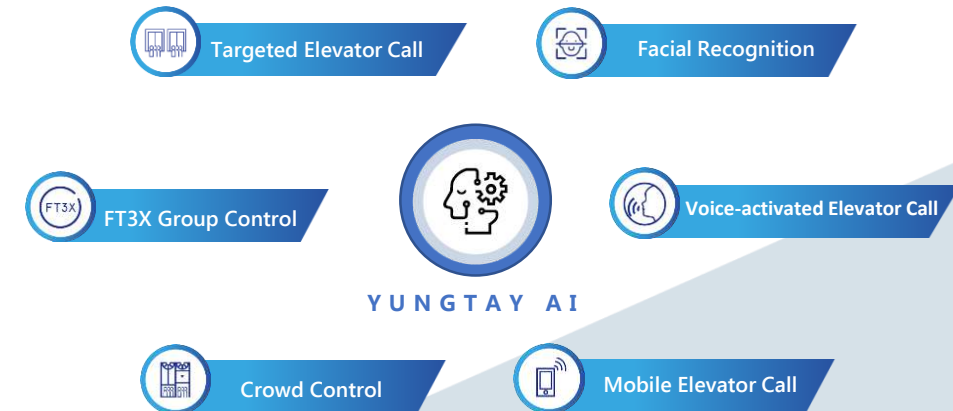 Targeted Elevator Call
Facial Recognition
FT3X
FT3X Group Control
Voice-activated Elevator Call
YUNGTAY AI
Crowd Control
Mobile Elevator Call